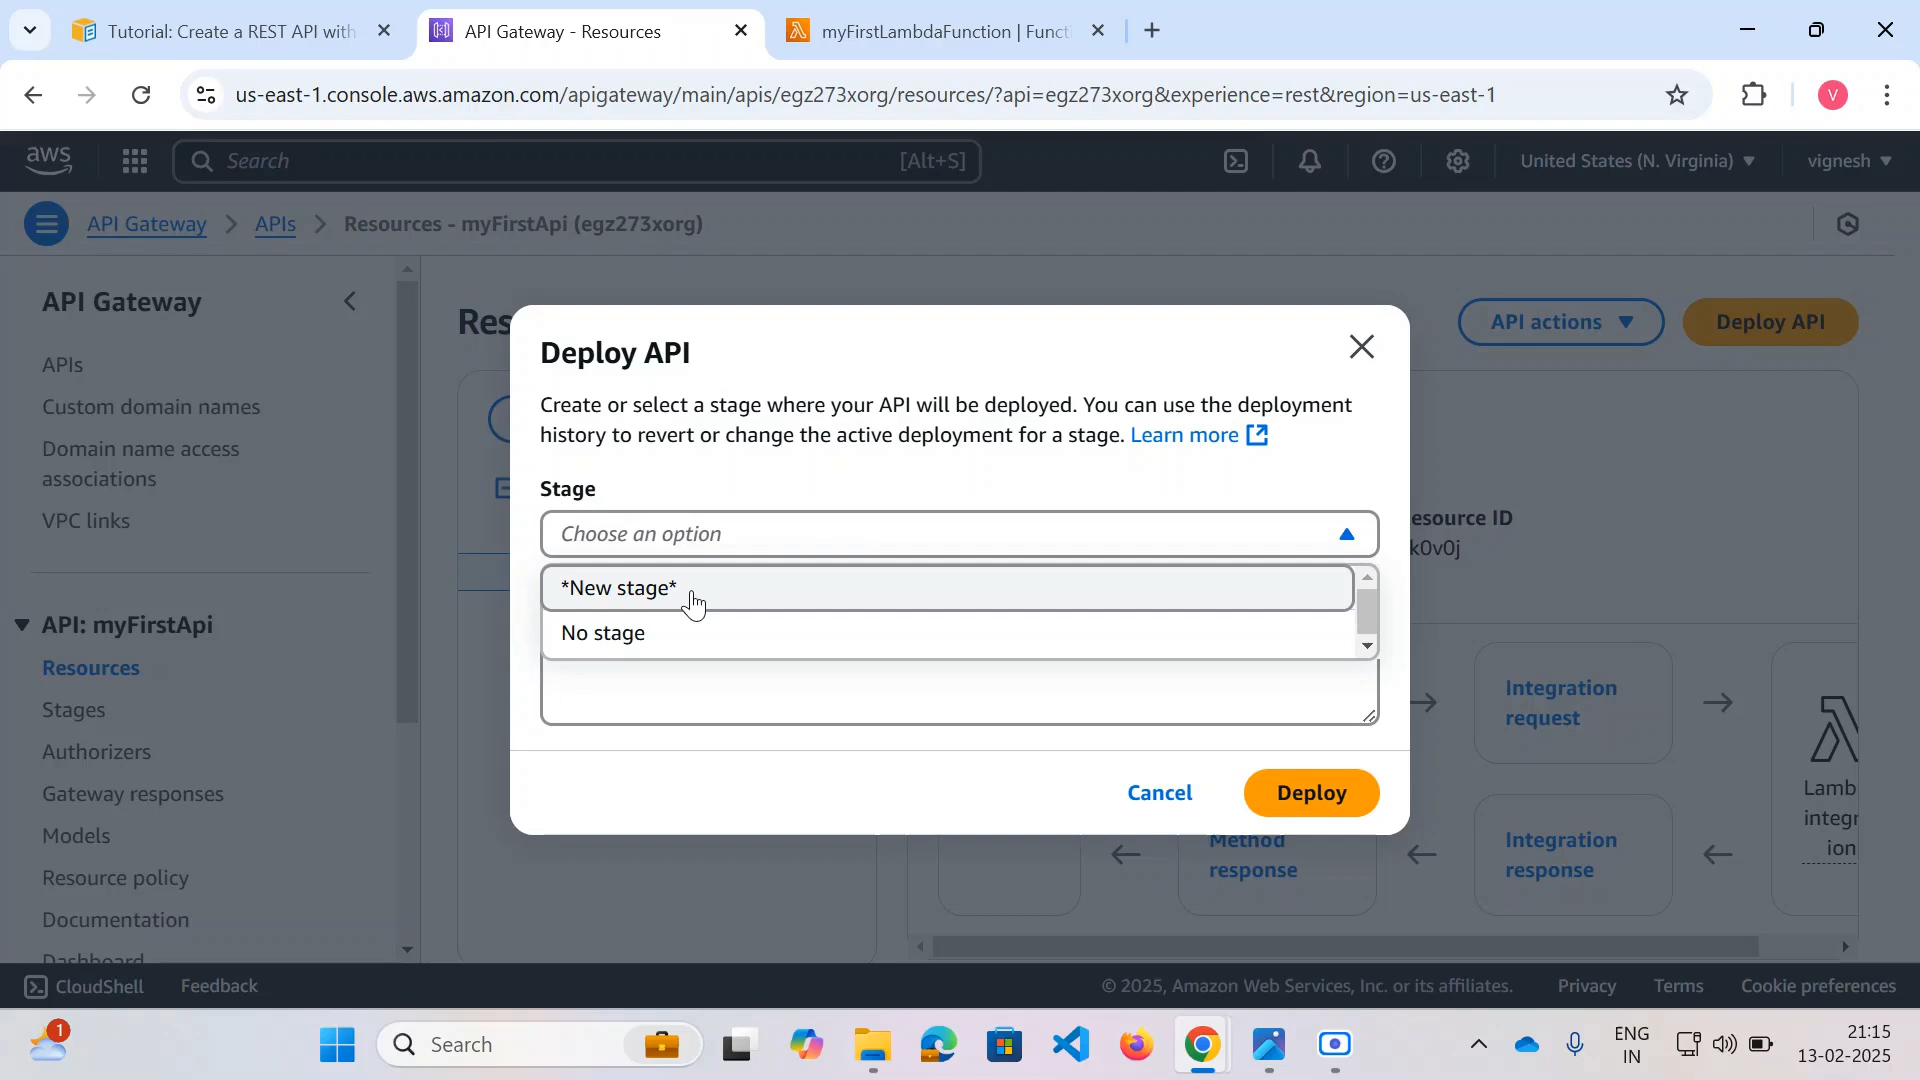 Tutorial: Create a REST API with
API Gateway - Resources
myFirstLambdaFunction | Funct
us-east-1.console.aws.amazon.com/apigateway/main/apis/egz273xorg/resources/?api=egz273xorg&experience=rest&region=us-east-1
V
aws
Search
[Alt+S]
United States (N. Virginia)
vignesh
API Gateway
APIs
Resources - myFirstApi (egz273xorg)
API Gateway
APIs
Custom domain names
Domain name access
associations
VPC links
API: myFirstApi
Resources
Stages
Authorizers
Gateway responses
Models
Resource policy
Documentation
Dashboard
Res
API actions
Deploy API
Deploy API
Create or select a stage where your API will be deployed. You can use the deployment
history to revert or change the active deployment for a stage. Learn more
Stage
Choose an option
*New stage*
No stage
Cancel
Deploy
esource ID
k0v0j
Integration
request
Lamb
integr
ion
Method
response
Integration
response
CloudShell
Feedback
© 2025, Amazon Web Services, Inc. or its affiliates.
Privacy
Terms
Cookie preferences
1
Search
ENG
IN
21:15
13-02-2025